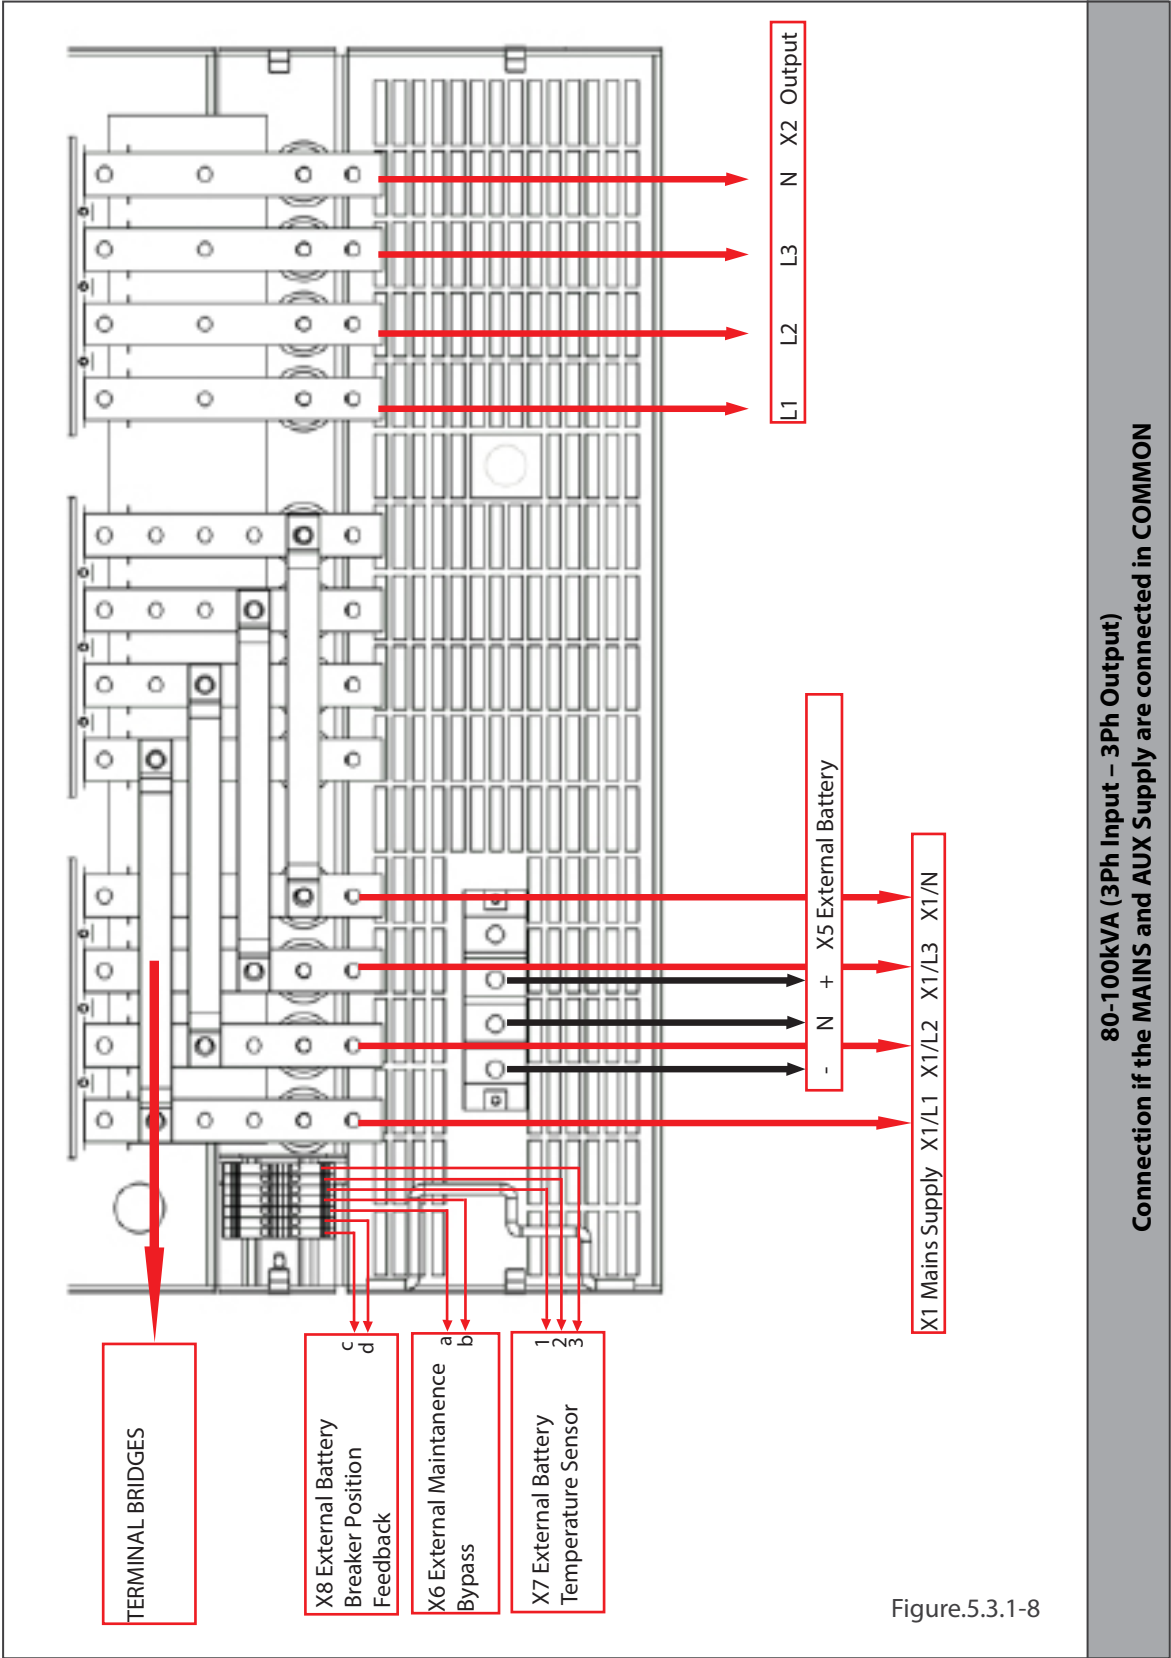 80-100kVA (3Ph Input – 3Ph Output)
Connection if the MAINS and AUX Supply are connected in COMMON
TERMINAL BRIDGES
X8 External Battery
Breaker Position
Feedback
c
d
X6 External Maintanence
Bypass
a
b
X7 External Battery
Temperature Sensor
1
2
3
- N + X5 External Battery
X1 Mains Supply X1/L1 X1/L2 X1/L3 X1/N
L1 L2 L3 N X2 Output
Figure.5.3.1-8